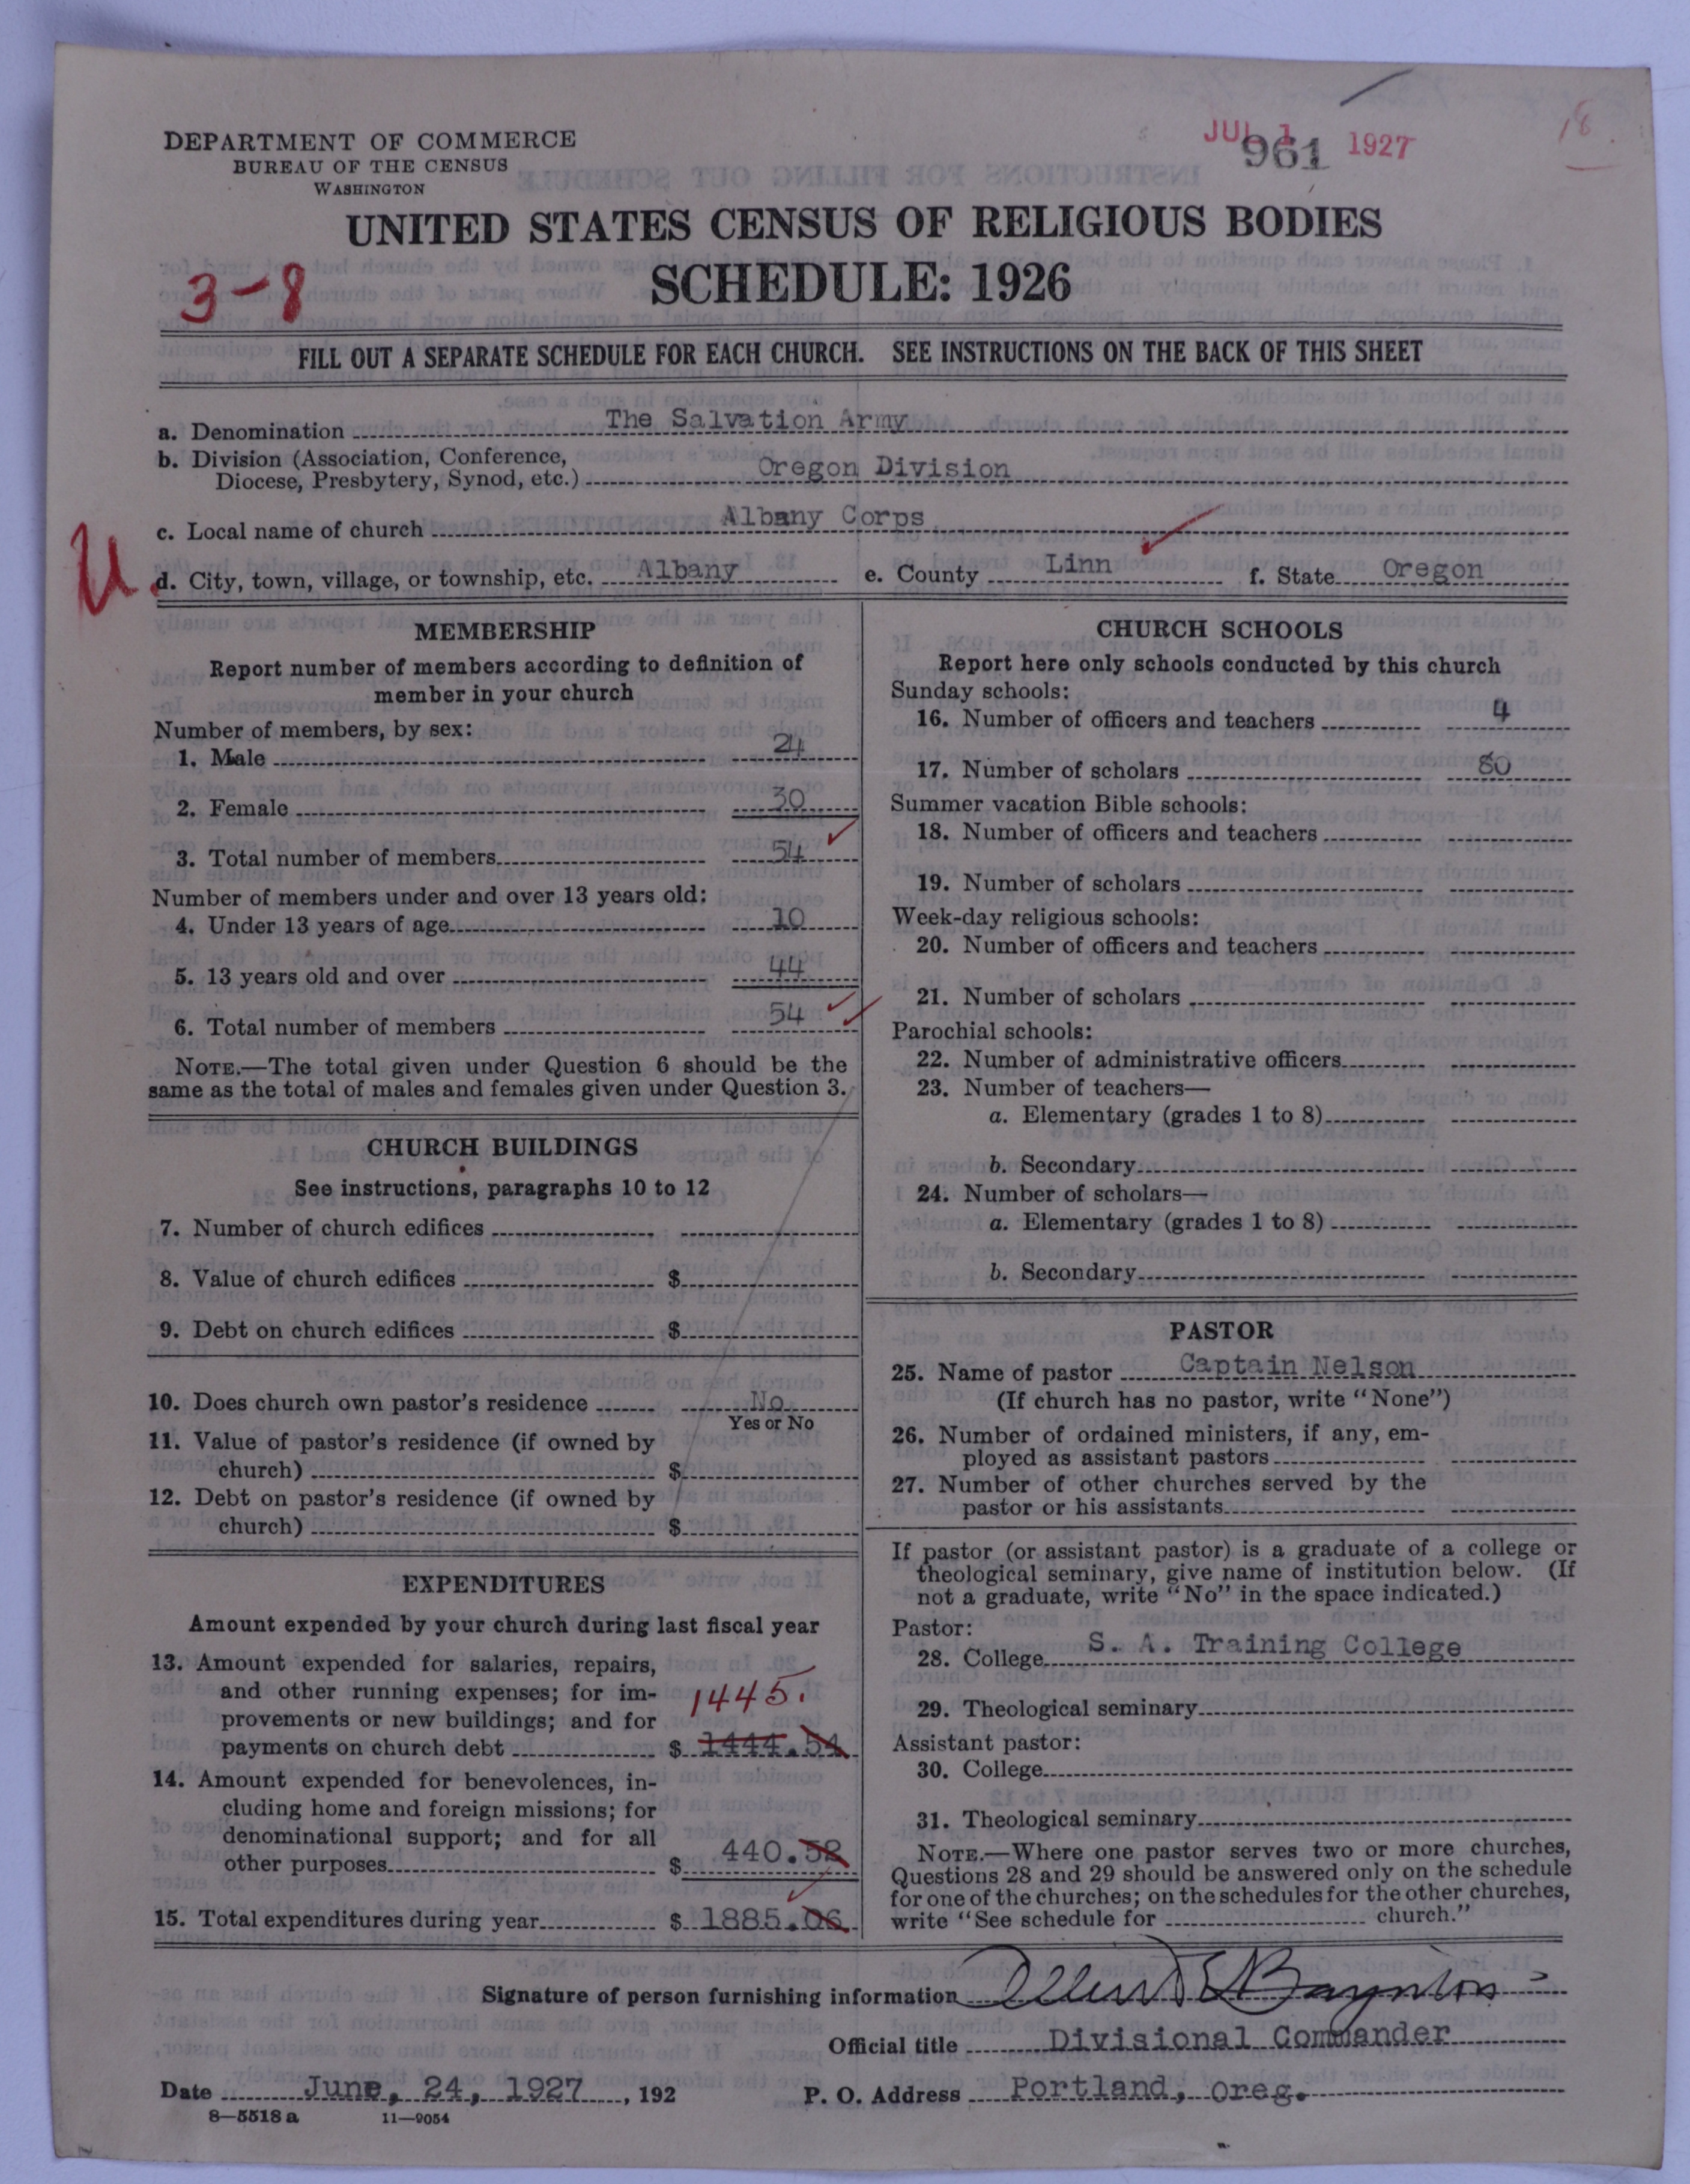 DEPARTMENT OF COMMERCE
BUREAU OF THE CENSUS
WASHINGTON
JUL 1 1927
961
18
UNITED STATES CENSUS OF RELIGIOUS BODIES
SCHEDULE: 1926
3-8
FILL OUT A SEPARATE SCHEDULE FOR EACH CHURCH. SEE INSTRUCTIONS ON THE BACK OF THIS SHEET
a. Denomination The Salvation Army
b. Division (Association, Conference,
Diocese, Presbytery, Synod, etc.) Oregon Division
c. Local name of church Albany Corps
d. City, town, village, or township, etc. Albany e. County Linn f. State Oregon
MEMBERSHIP
Report number of members according to definition of
member in your church
Number of members, by sex:
1. Male 24
2. Female 30
3. Total number of members 54
Number of members under and over 13 years old:
4. Under 13 years of age 10
5. 13 years old and over 44
6. Total number of members 54
NOTE.—The total given under Question 6 should be the
same as the total of males and females given under Question 3.
CHURCH BUILDINGS
See instructions, paragraphs 10 to 12
7. Number of church edifices
8. Value of church edifices $
9. Debt on church edifices $
10. Does church own pastor's residence No
Yes or No
11. Value of pastor's residence (if owned by
church) $
12. Debt on pastor's residence (if owned by
church) $
EXPENDITURES
Amount expended by your church during last fiscal year
13. Amount expended for salaries, repairs,
and other running expenses; for im-
1445.
provements or new buildings; and for
payments on church debt $ 1444.54
14. Amount expended for benevolences, in-
cluding home and foreign missions; for
denominational support; and for all
other purposes $ 440.52
15. Total expenditures during year $ 1885.06
CHURCH SCHOOLS
Report here only schools conducted by this church
Sunday schools:
16. Number of officers and teachers 4
17. Number of scholars 80
Summer vacation Bible schools:
18. Number of officers and teachers
19. Number of scholars
Week-day religious schools:
20. Number of officers and teachers
21. Number of scholars
Parochial schools:
22. Number of administrative officers
23. Number of teachers—
a. Elementary (grades 1 to 8)
b. Secondary
24. Number of scholars—
a. Elementary (grades 1 to 8)
b. Secondary
PASTOR
25. Name of pastor Captain Nelson
(If church has no pastor, write "None")
26. Number of ordained ministers, if any, em-
ployed as assistant pastors
27. Number of other churches served by the
pastor or his assistants
If pastor (or assistant pastor) is a graduate of a college or
theological seminary, give name of institution below. (If
not a graduate, write "No" in the space indicated.)
Pastor:
28. College S. A. Training College
29. Theological seminary
Assistant pastor:
30. College
31. Theological seminary
NOTE.—Where one pastor serves two or more churches,
Questions 28 and 29 should be answered only on the schedule
for one of the churches; on the schedules for the other churches,
write "See schedule for church."
Signature of person furnishing information Baynton
Official title Divisional Commander
Date June, 24, 1927, 192 P. O. Address Portland, Oreg.
8—5518 a 11—9054